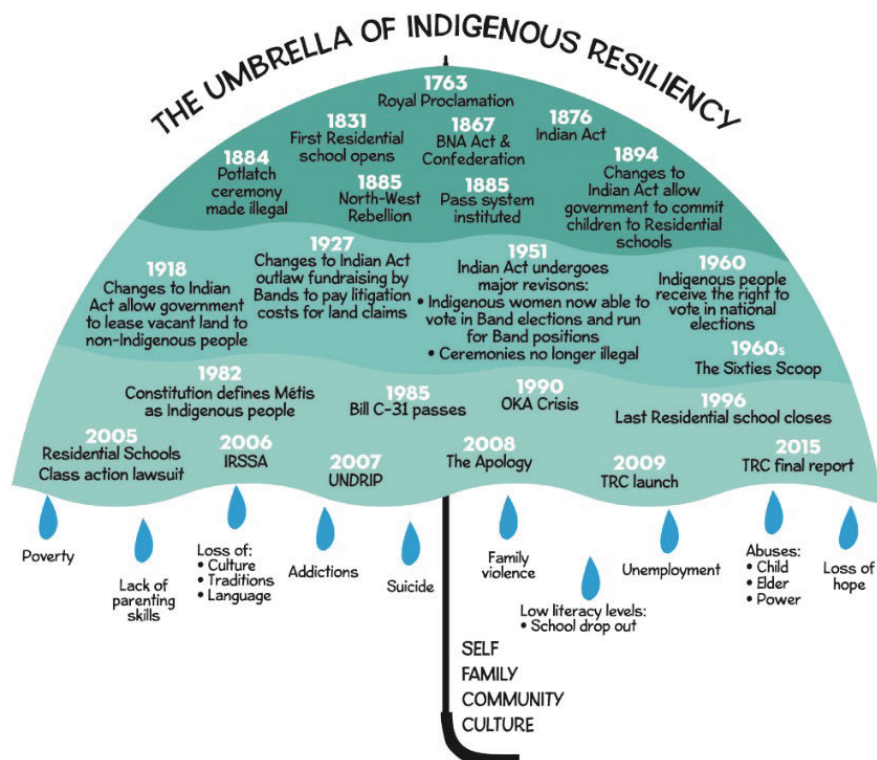 THE UMBRELLA OF INDIGENOUS RESILIENCY
1763
Royal Proclamation
1831
First Residential
school opens
1867
BNA Act &
Confederation
1876
Indian Act
1884
Potlatch
ceremony
made illegal
1885
North-West
Rebellion
1885
Pass system
instituted
1894
Changes to
Indian Act allow
government to commit
children to Residential
schools
1918
Changes to Indian
Act allow government
to lease vacant land to
non-Indigenous people
1927
Changes to Indian Act
outlaw fundraising by
Bands to pay litigation
costs for land claims
1951
Indian Act undergoes
major revisons:
• Indigenous women now able to
vote in Band elections and run
for Band positions
• Ceremonies no longer illegal
1960
Indigenous people
receive the right to
vote in national
elections
1960s
The Sixties Scoop
1982
Constitution defines Métis
as Indigenous people
1985
Bill C-31 passes
1990
OKA Crisis
1996
Last Residential school closes
2005
Residential Schools
Class action lawsuit
2006
IRSSA
2007
UNDRIP
2008
The Apology
2009
TRC launch
2015
TRC final report
Poverty
Lack of
parenting
skills
Loss of:
• Culture
• Traditions
• Language
Addictions
Suicide
Family
violence
Low literacy levels:
• School drop out
Unemployment
Abuses:
• Child
• Elder
• Power
Loss of
hope
SELF
FAMILY
COMMUNITY
CULTURE